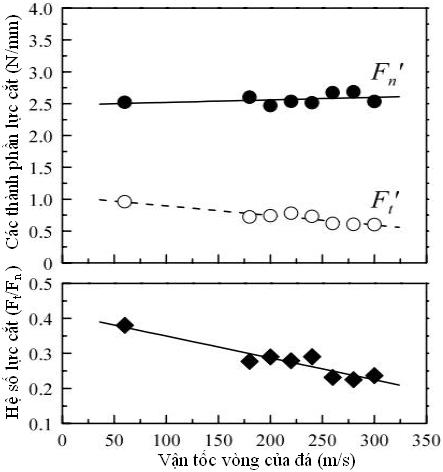 Các thành phần lực cắt (N/mm)
4.0
3.5
3.0
2.5
2.0
1.5
1.0
0.5
0
Fn'
Ft'
Hệ số lực cắt (Ft/Fn)
0.5
0.4
0.3
0.2
0.1
0 50 100 150 200 250 300 350
Vận tốc vòng của đá (m/s)